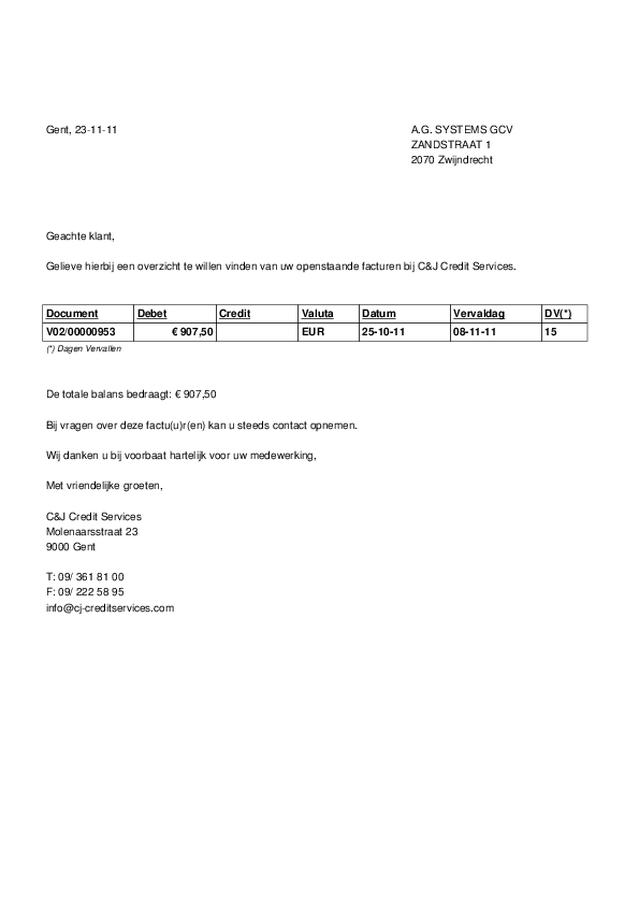 Gent, 23-11-11
A.G. SYSTEMS GCV
ZANDSTRAAT 1
2070 Zwijndrecht
Geachte klant,
Gelieve hierbij een overzicht te willen vinden van uw openstaande facturen bij C&J Credit Services.
Document Debet Credit Valuta Datum Vervaldag DV(*)
V02/00000953 € 907,50 EUR 25-10-11 08-11-11 15
(*) Dagen Vervallen
De totale balans bedraagt: € 907,50
Bij vragen over deze factu(u)r(en) kan u steeds contact opnemen.
Wij danken u bij voorbaat hartelijk voor uw medewerking,
Met vriendelijke groeten,
C&J Credit Services
Molenaarsstraat 23
9000 Gent
T: 09/ 361 81 00
F: 09/ 222 58 95
info@cj-creditservices.com